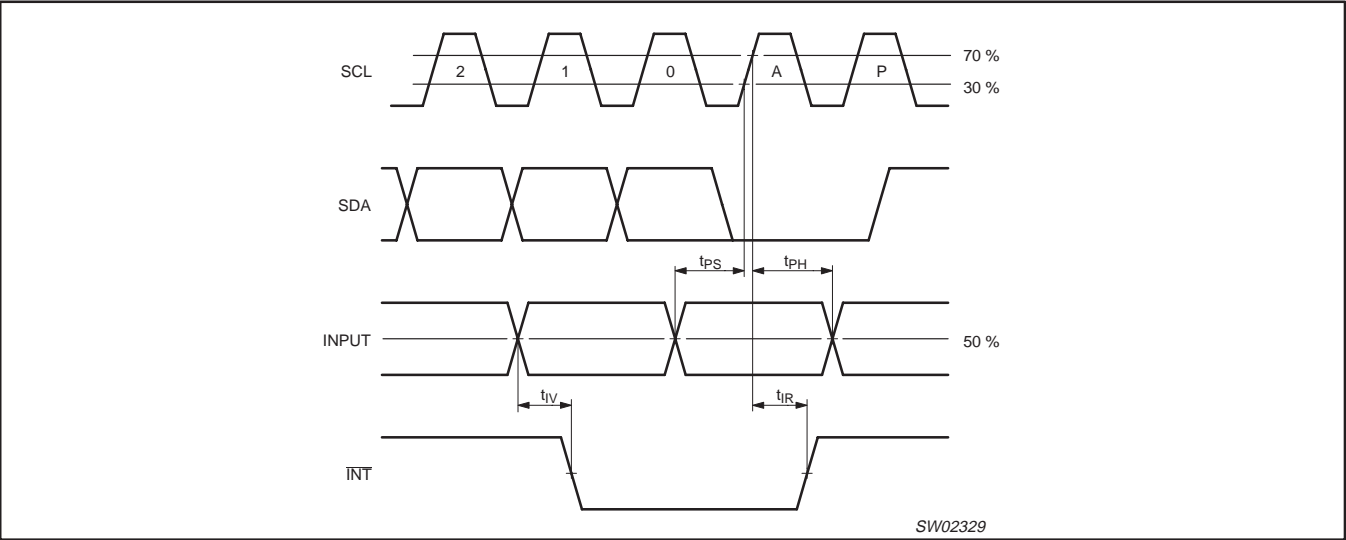 SCL 2 1 0 A P 70 %
30 %
SDA
tPS tPH
INPUT 50 %
tIV tIR
INT
SW02329